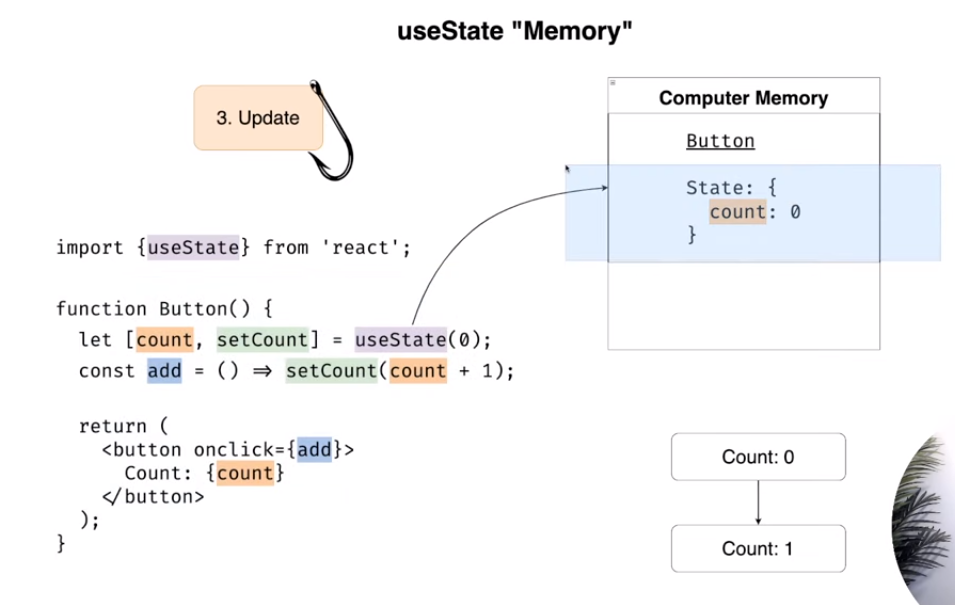 useState "Memory"
3. Update
import {useState} from 'react';
function Button() {
let [count, setCount] = useState(0);
const add = () => setCount(count + 1);
return (
<button onclick={add}>
Count: {count}
</button>
);
}
Computer Memory
Button
State: {
count: 0
}
Count: 0
Count: 1